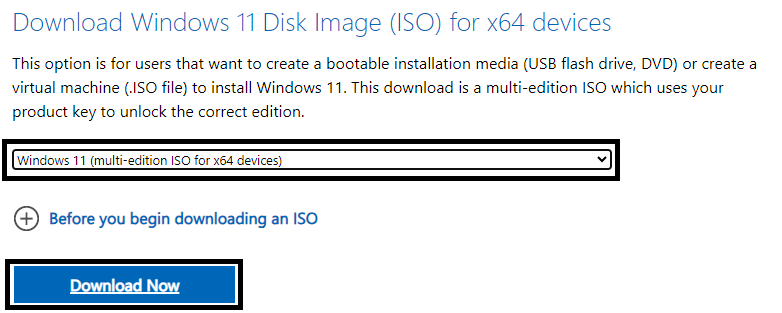 Download Windows 11 Disk Image (ISO) for x64 devices
This option is for users that want to create a bootable installation media (USB flash drive, DVD) or create a
virtual machine (.ISO file) to install Windows 11. This download is a multi-edition ISO which uses your
product key to unlock the correct edition.
Windows 11 (multi-edition ISO for x64 devices)
Before you begin downloading an ISO
Download Now